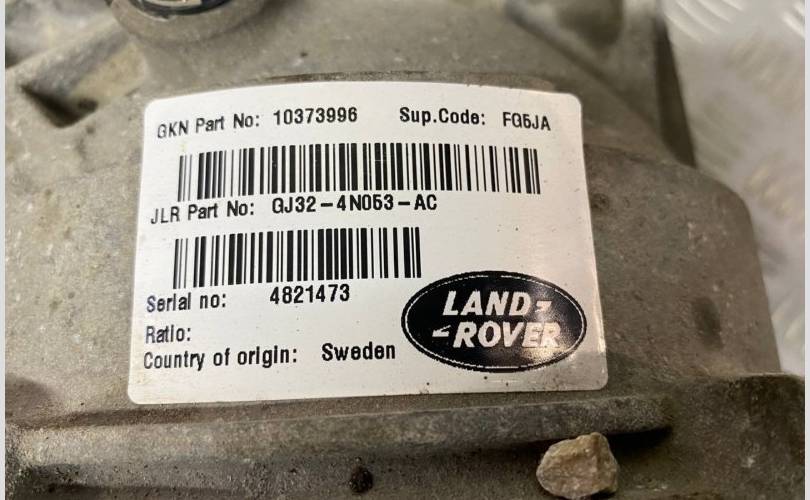 GKN Part No: 10373996 Sup.Code: FQ5JA
JLR Part No: GJ32-4N053-AC
Serial no: 4821473
Ratio:
Country of origin: Sweden
LAND-
-ROVER